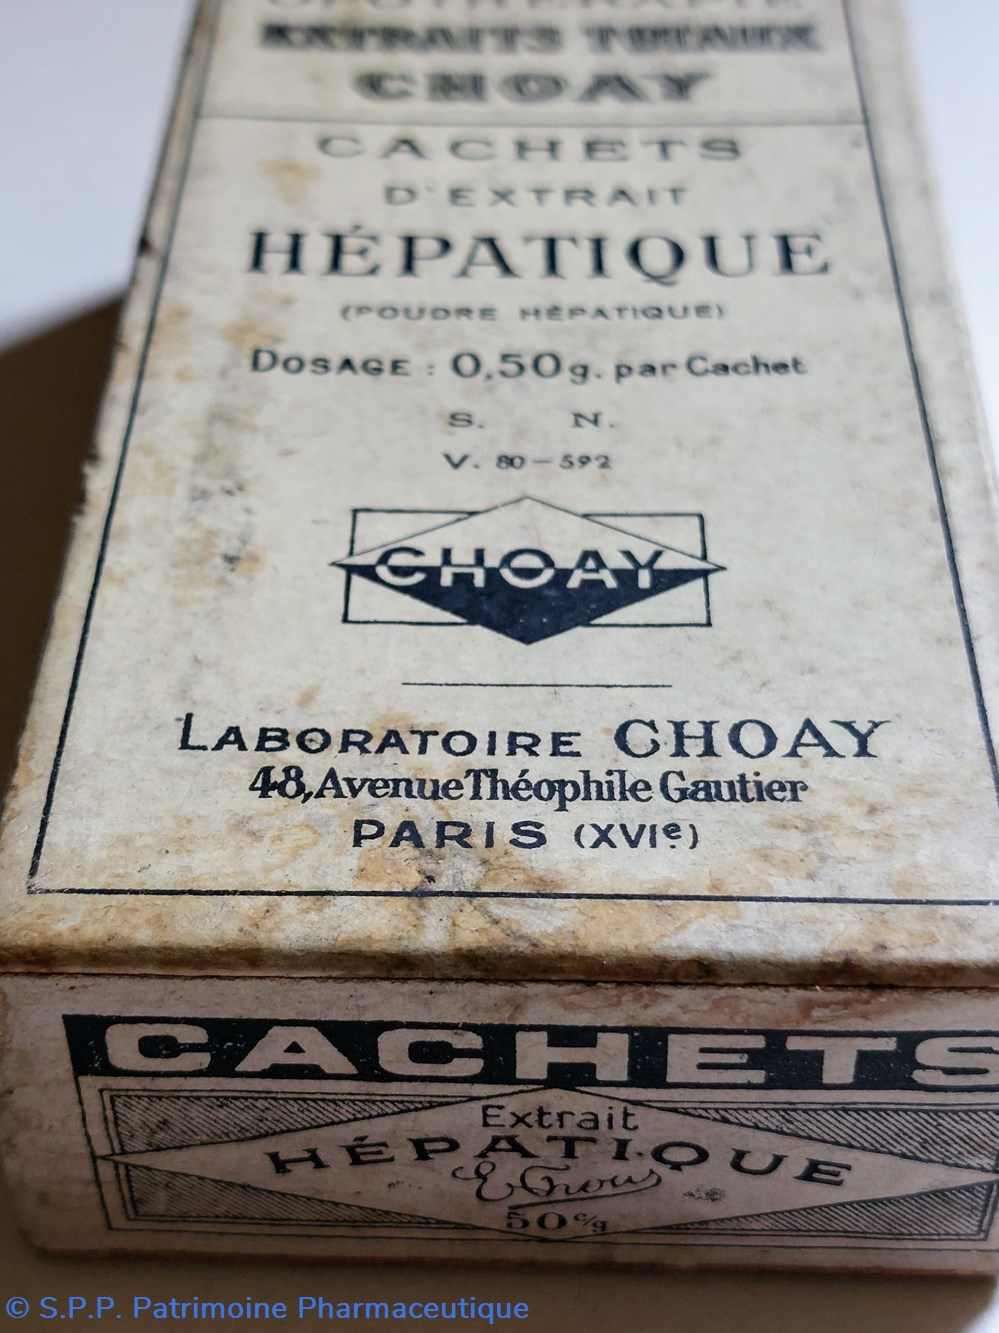 OPOTHÉRAPIE
EXTRAITS TOTAUX
CHOAY
CACHETS
D'EXTRAIT
HÉPATIQUE
(POUDRE HÉPATIQUE)
DOSAGE : 0,50g. par Cachet
S. N.
V. 80-592
CHOAY
LABORATOIRE CHOAY
48, Avenue Théophile Gautier
PARIS (XVIe)
CACHETS
Extrait
HÉPATIQUE
50 c/g
© S.P.P. Patrimoine Pharmaceutique